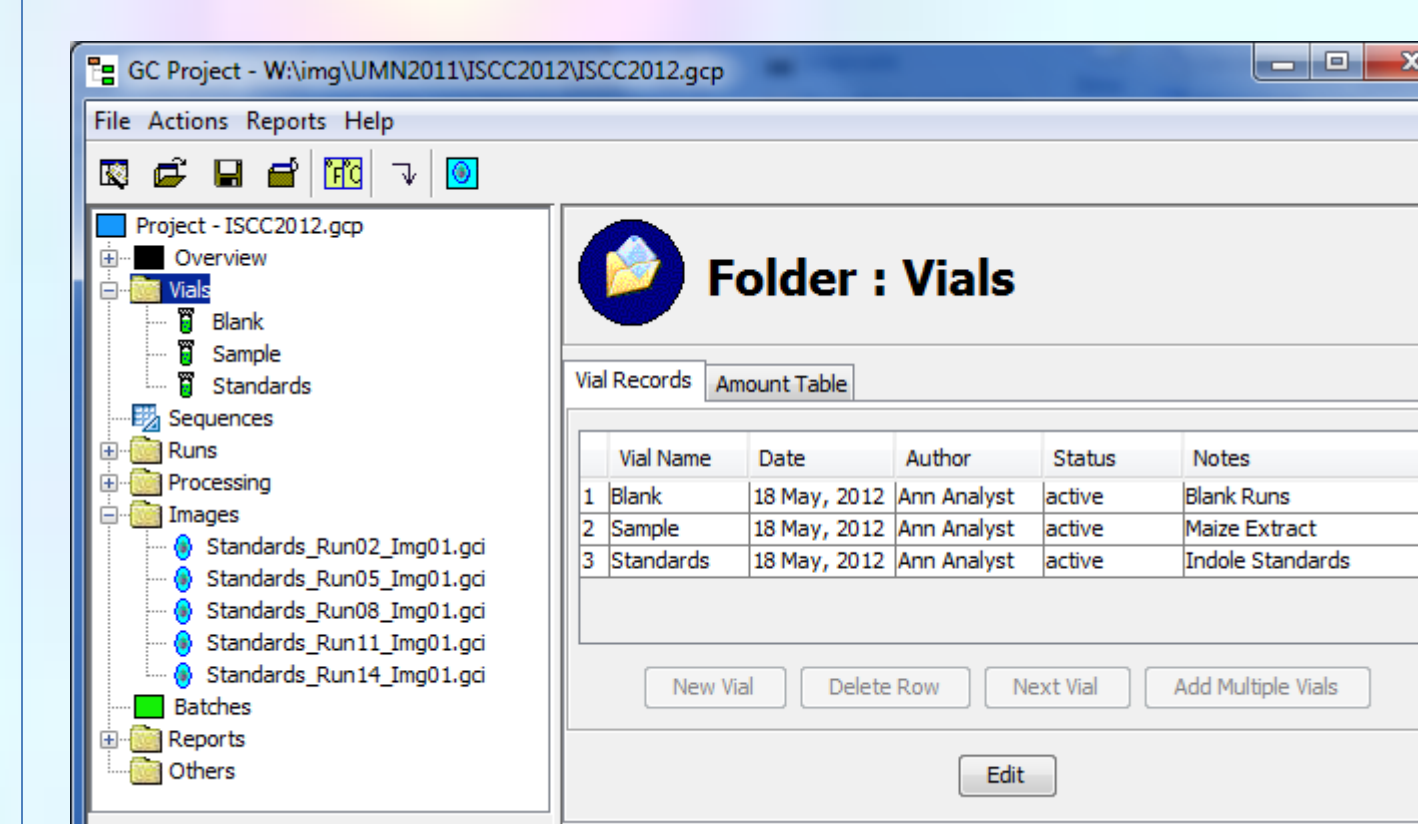 GC Project - W:\img\UMN2011\ISCC2012\ISCC2012.gcp
File Actions Reports Help
°F°C
Project - ISCC2012.gcp
Overview
Vials
Blank
Sample
Standards
Sequences
Runs
Processing
Images
Standards_Run02_Img01.gci
Standards_Run05_Img01.gci
Standards_Run08_Img01.gci
Standards_Run11_Img01.gci
Standards_Run14_Img01.gci
Batches
Reports
Others
Folder : Vials
Vial Records Amount Table
Vial Name Date Author Status Notes
1 Blank 18 May, 2012 Ann Analyst active Blank Runs
2 Sample 18 May, 2012 Ann Analyst active Maize Extract
3 Standards 18 May, 2012 Ann Analyst active Indole Standards
New Vial Delete Row Next Vial Add Multiple Vials
Edit